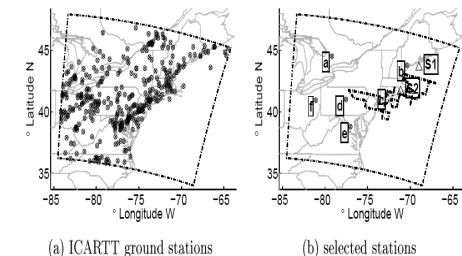 45
40
35
° Latitude N
−85 −80 −75 −70 −65
° Longitude W
(a) ICARTT ground stations
45
40
35
° Latitude N
a
b
S1
S2
f
d
e
−85 −80 −75 −70 −65
° Longitude W
(b) selected stations